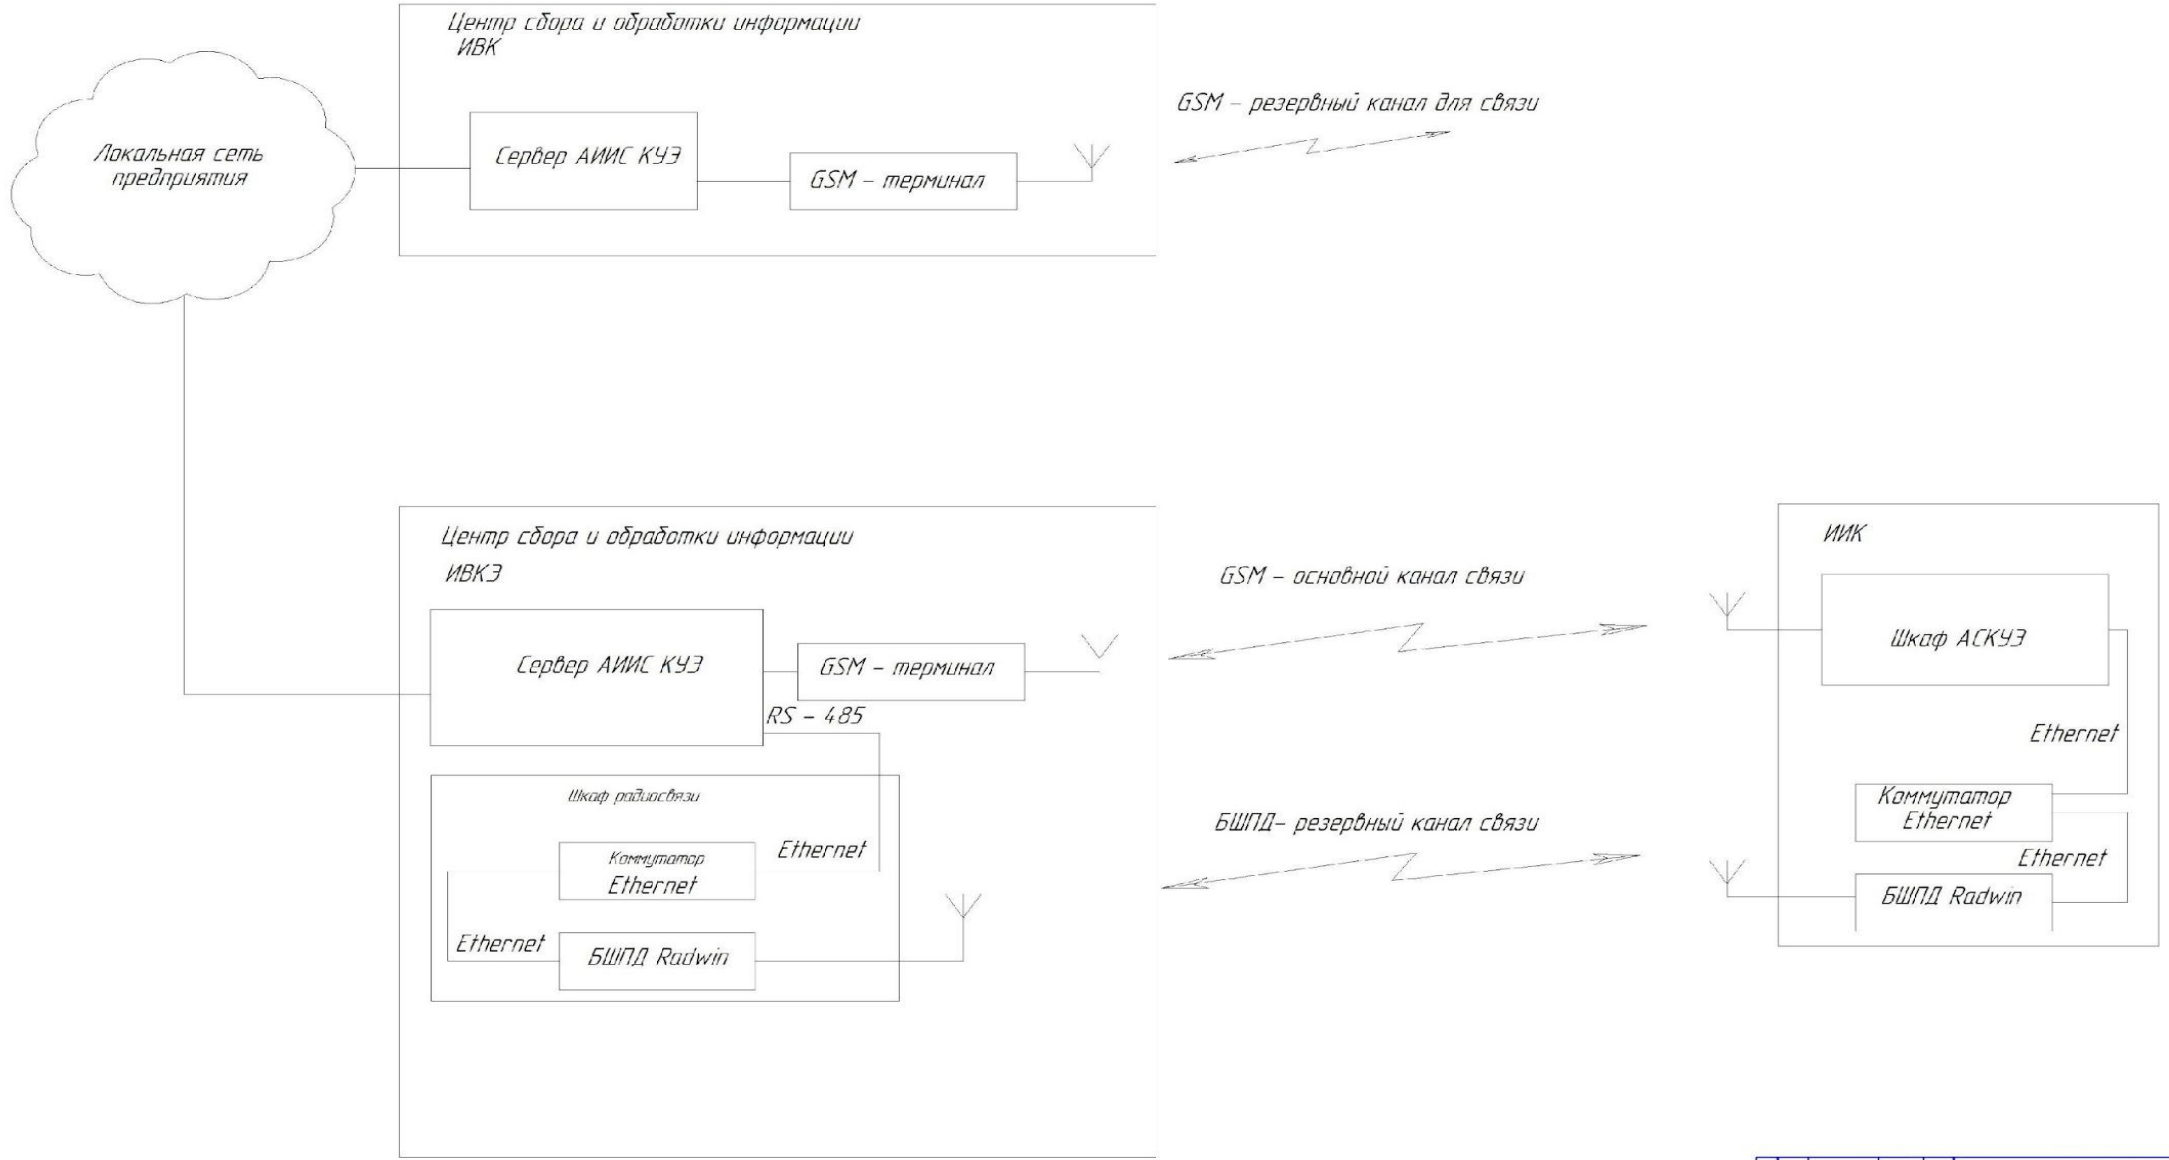 Центр сбора и обработки информации
ИВК
GSM – резервный канал для связи
Локальная сеть
предприятия
Сервер АИИС КУЭ
GSM – терминал
Центр сбора и обработки информации
ИВКЭ
GSM – основной канал связи
ИИК
Сервер АИИС КУЭ
GSM – терминал
Шкаф АСКУЭ
RS – 485
Ethernet
Шкаф радиосвязи
БШПД– резервный канал связи
Коммутатор
Ethernet
Ethernet
Коммутатор
Ethernet
Ethernet
Ethernet
БШПД Radwin
БШПД Radwin